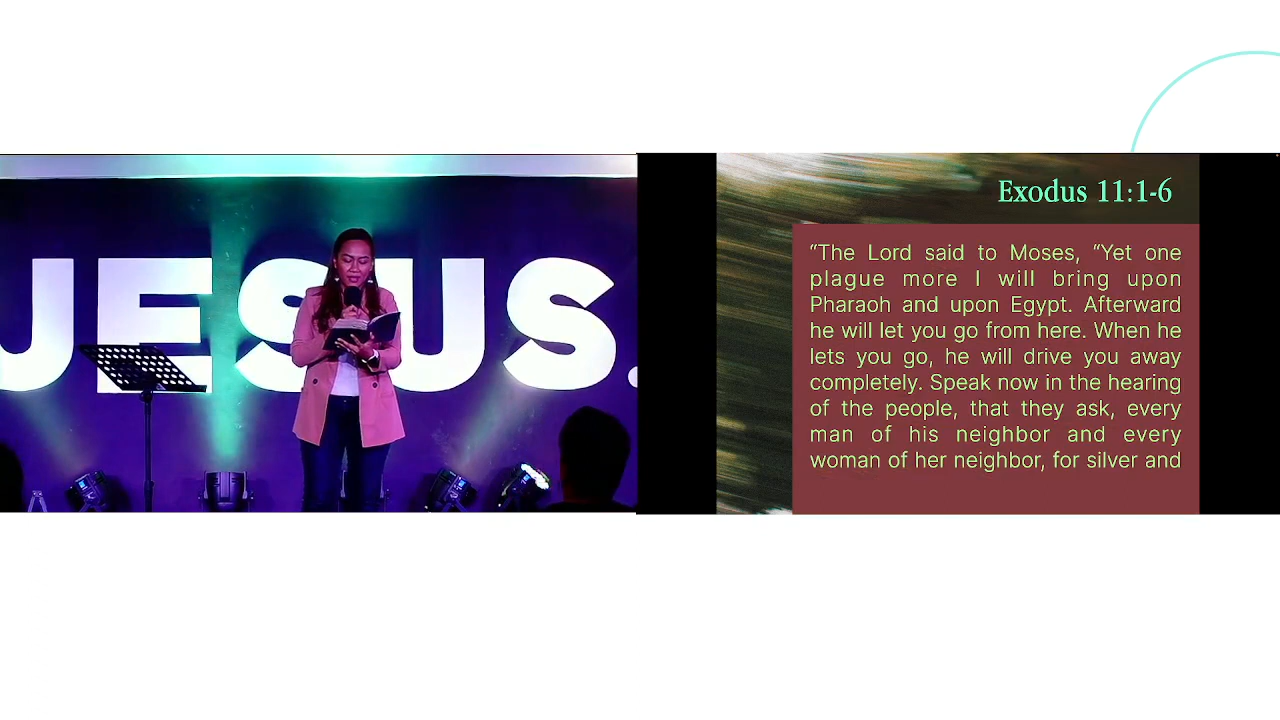 JESUS.
Exodus 11:1-6
“The Lord said to Moses, “Yet one
plague more I will bring upon
Pharaoh and upon Egypt. Afterward
he will let you go from here. When he
lets you go, he will drive you away
completely. Speak now in the hearing
of the people, that they ask, every
man of his neighbor and every
woman of her neighbor, for silver and